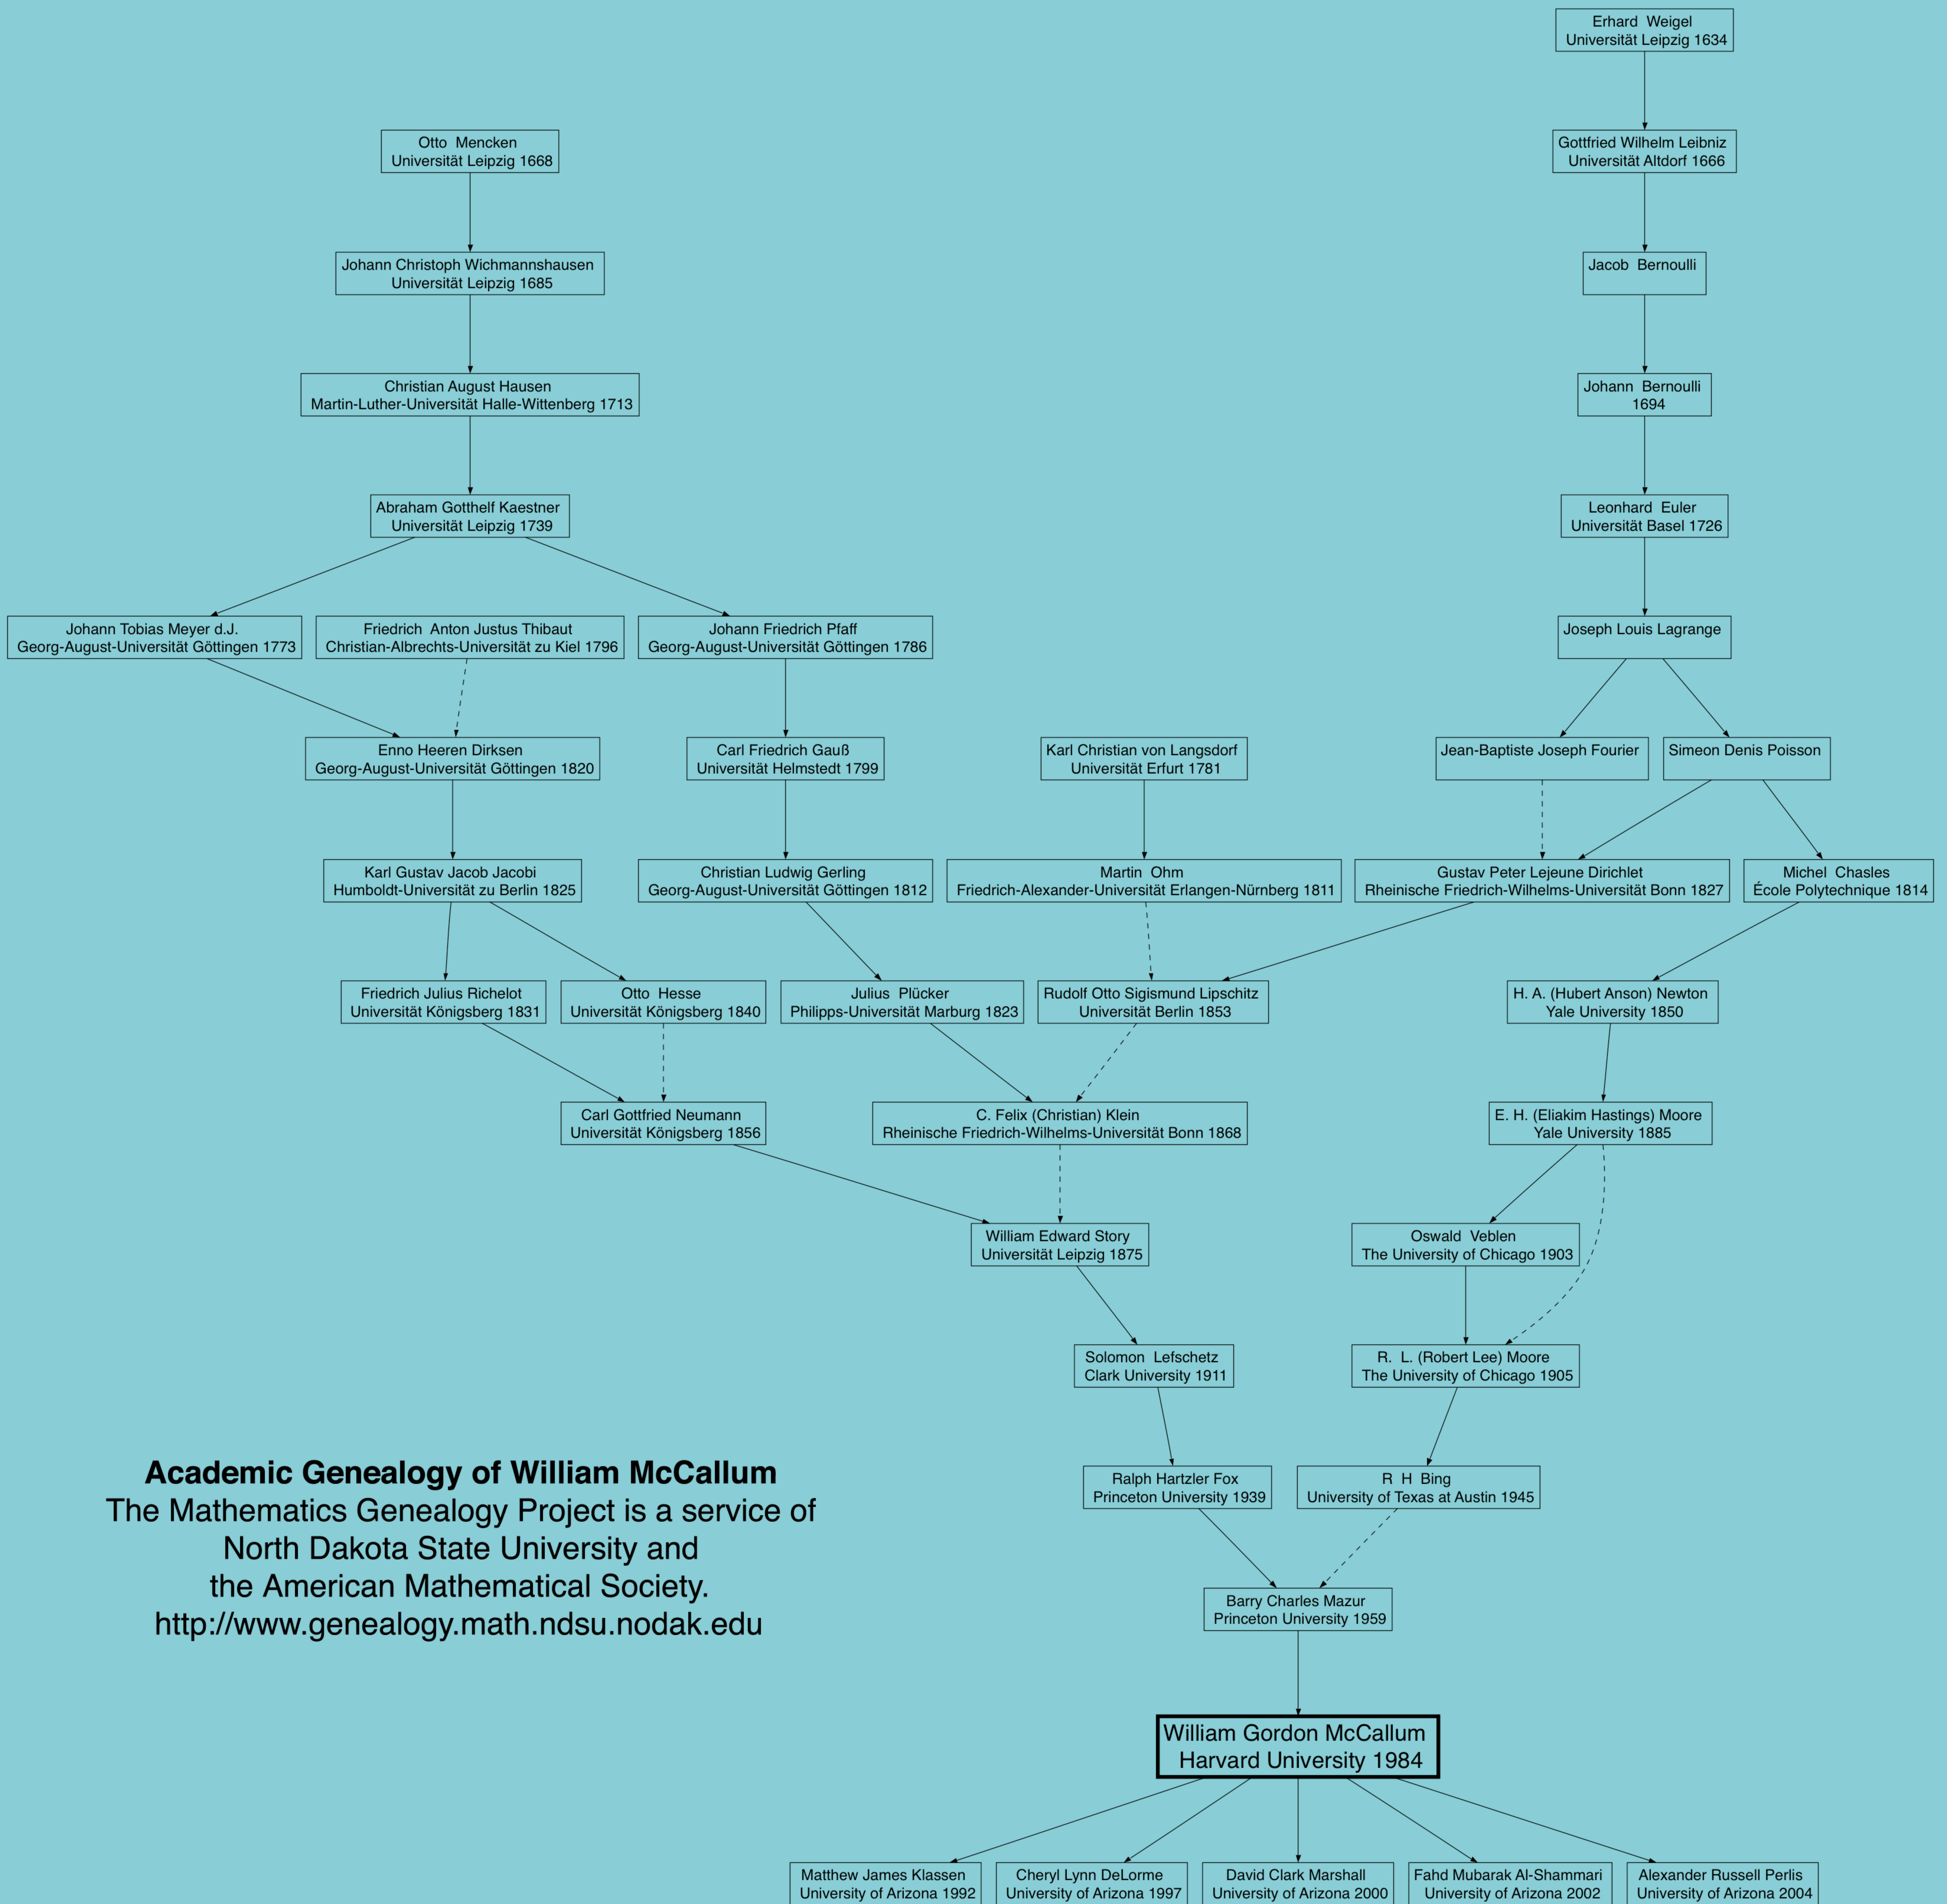 Erhard Weigel
Universität Leipzig 1634
Otto Mencken
Universität Leipzig 1668
Gottfried Wilhelm Leibniz
Universität Altdorf 1666
Johann Christoph Wichmannshausen
Universität Leipzig 1685
Jacob Bernoulli
Christian August Hausen
Martin-Luther-Universität Halle-Wittenberg 1713
Johann Bernoulli
1694
Abraham Gotthelf Kaestner
Universität Leipzig 1739
Leonhard Euler
Universität Basel 1726
Johann Tobias Meyer d.J.
Georg-August-Universität Göttingen 1773
Friedrich Anton Justus Thibaut
Christian-Albrechts-Universität zu Kiel 1796
Johann Friedrich Pfaff
Georg-August-Universität Göttingen 1786
Joseph Louis Lagrange
Enno Heeren Dirksen
Georg-August-Universität Göttingen 1820
Carl Friedrich Gauß
Universität Helmstedt 1799
Karl Christian von Langsdorf
Universität Erfurt 1781
Jean-Baptiste Joseph Fourier
Simeon Denis Poisson
Karl Gustav Jacob Jacobi
Humboldt-Universität zu Berlin 1825
Christian Ludwig Gerling
Georg-August-Universität Göttingen 1812
Martin Ohm
Friedrich-Alexander-Universität Erlangen-Nürnberg 1811
Gustav Peter Lejeune Dirichlet
Rheinische Friedrich-Wilhelms-Universität Bonn 1827
Michel Chasles
École Polytechnique 1814
Friedrich Julius Richelot
Universität Königsberg 1831
Otto Hesse
Universität Königsberg 1840
Julius Plücker
Philipps-Universität Marburg 1823
Rudolf Otto Sigismund Lipschitz
Universität Berlin 1853
H. A. (Hubert Anson) Newton
Yale University 1850
Carl Gottfried Neumann
Universität Königsberg 1856
C. Felix (Christian) Klein
Rheinische Friedrich-Wilhelms-Universität Bonn 1868
E. H. (Eliakim Hastings) Moore
Yale University 1885
William Edward Story
Universität Leipzig 1875
Oswald Veblen
The University of Chicago 1903
Solomon Lefschetz
Clark University 1911
R. L. (Robert Lee) Moore
The University of Chicago 1905
Ralph Hartzler Fox
Princeton University 1939
R H Bing
University of Texas at Austin 1945
Academic Genealogy of William McCallum
The Mathematics Genealogy Project is a service of
North Dakota State University and
the American Mathematical Society.
http://www.genealogy.math.ndsu.nodak.edu
Barry Charles Mazur
Princeton University 1959
William Gordon McCallum
Harvard University 1984
Matthew James Klassen
University of Arizona 1992
Cheryl Lynn DeLorme
University of Arizona 1997
David Clark Marshall
University of Arizona 2000
Fahd Mubarak Al-Shammari
University of Arizona 2002
Alexander Russell Perlis
University of Arizona 2004